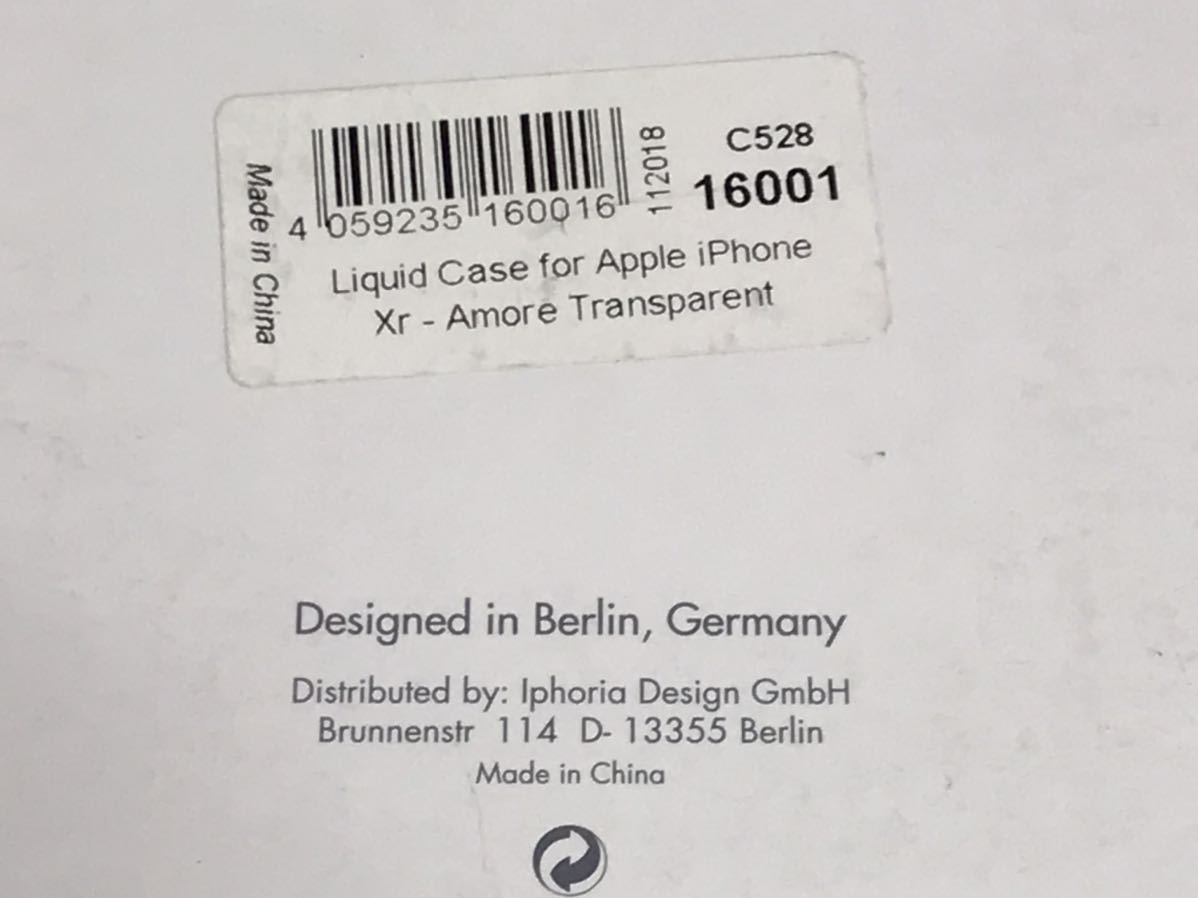 Made in China
4 059235 160016
112018
C528
16001
Liquid Case for Apple iPhone
Xr - Amore Transparent
Designed in Berlin, Germany
Distributed by: Iphoria Design GmbH
Brunnenstr 114 D- 13355 Berlin
Made in China